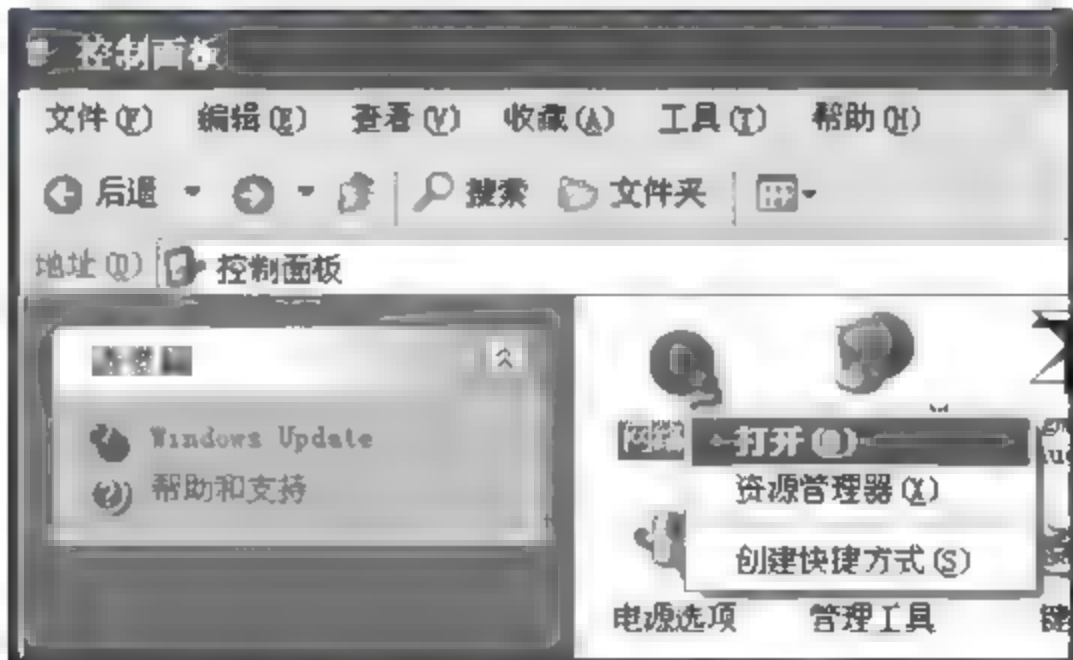 控制面板
文件(F) 编辑(E) 查看(V) 收藏(A) 工具(T) 帮助(H)
后退 搜索 文件夹
地址(D) 控制面板
Windows Update
帮助和支持
网络
打开(O)
资源管理器(X)
创建快捷方式(S)
电源选项 管理工具 键